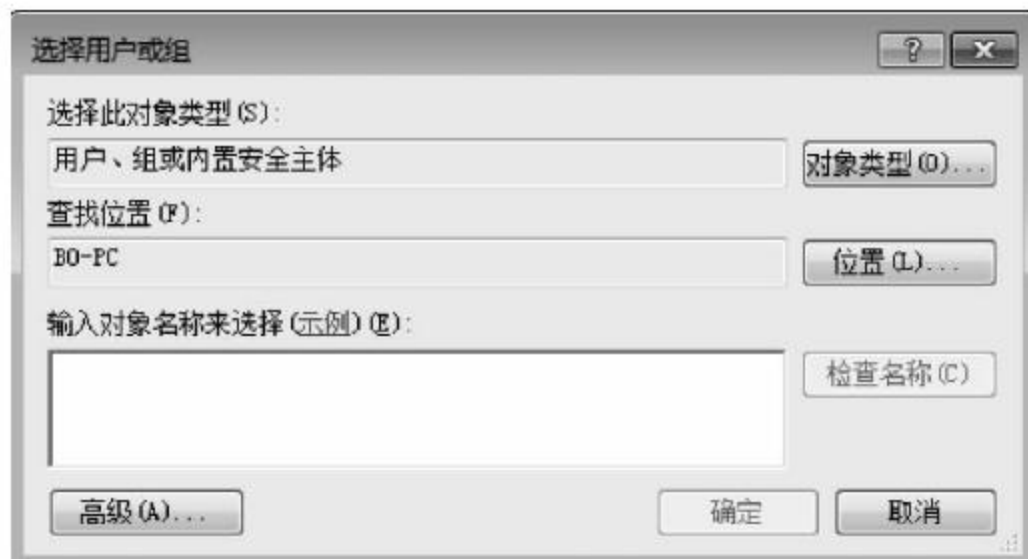 选择用户或组
选择此对象类型(S):
用户、组或内置安全主体
对象类型(O)...
查找位置(F):
BO-PC
位置(L)...
输入对象名称来选择(示例)(E):
检查名称(C)
高级(A)...
确定
取消